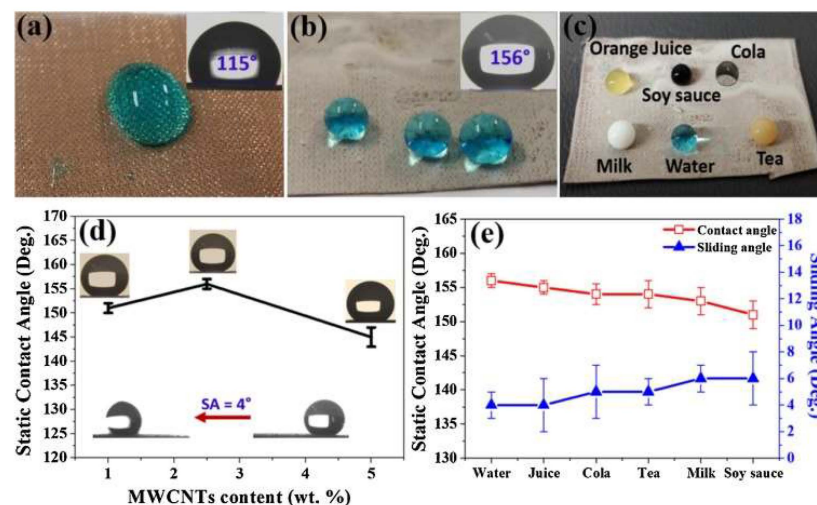 (a)
115°
(b)
156°
(c)
Orange Juice
Cola
Soy sauce
Milk
Water
Tea
(d)
170
165
160
155
150
145
140
135
130
125
120
SA = 4°
1
2
3
4
5
Static Contact Angle (Deg.)
MWCNTs content (wt. %)
(e)
Contact angle
Sliding angle
165
160
155
150
145
140
135
130
18
16
14
12
10
8
6
4
2
0
Water
Juice
Cola
Tea
Milk
Soy sauce
Static Contact Angle (Deg.)
Sliding Angle (Deg.)